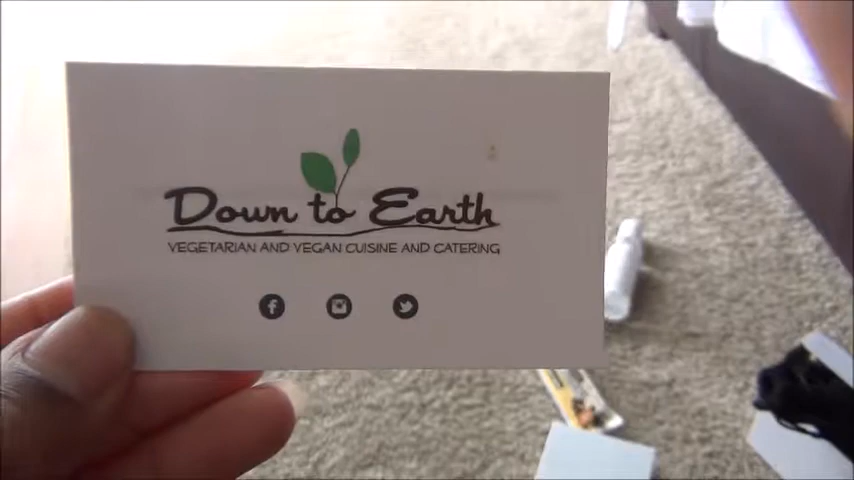 Down to Earth
VEGETARIAN AND VEGAN CUISINE AND CATERING